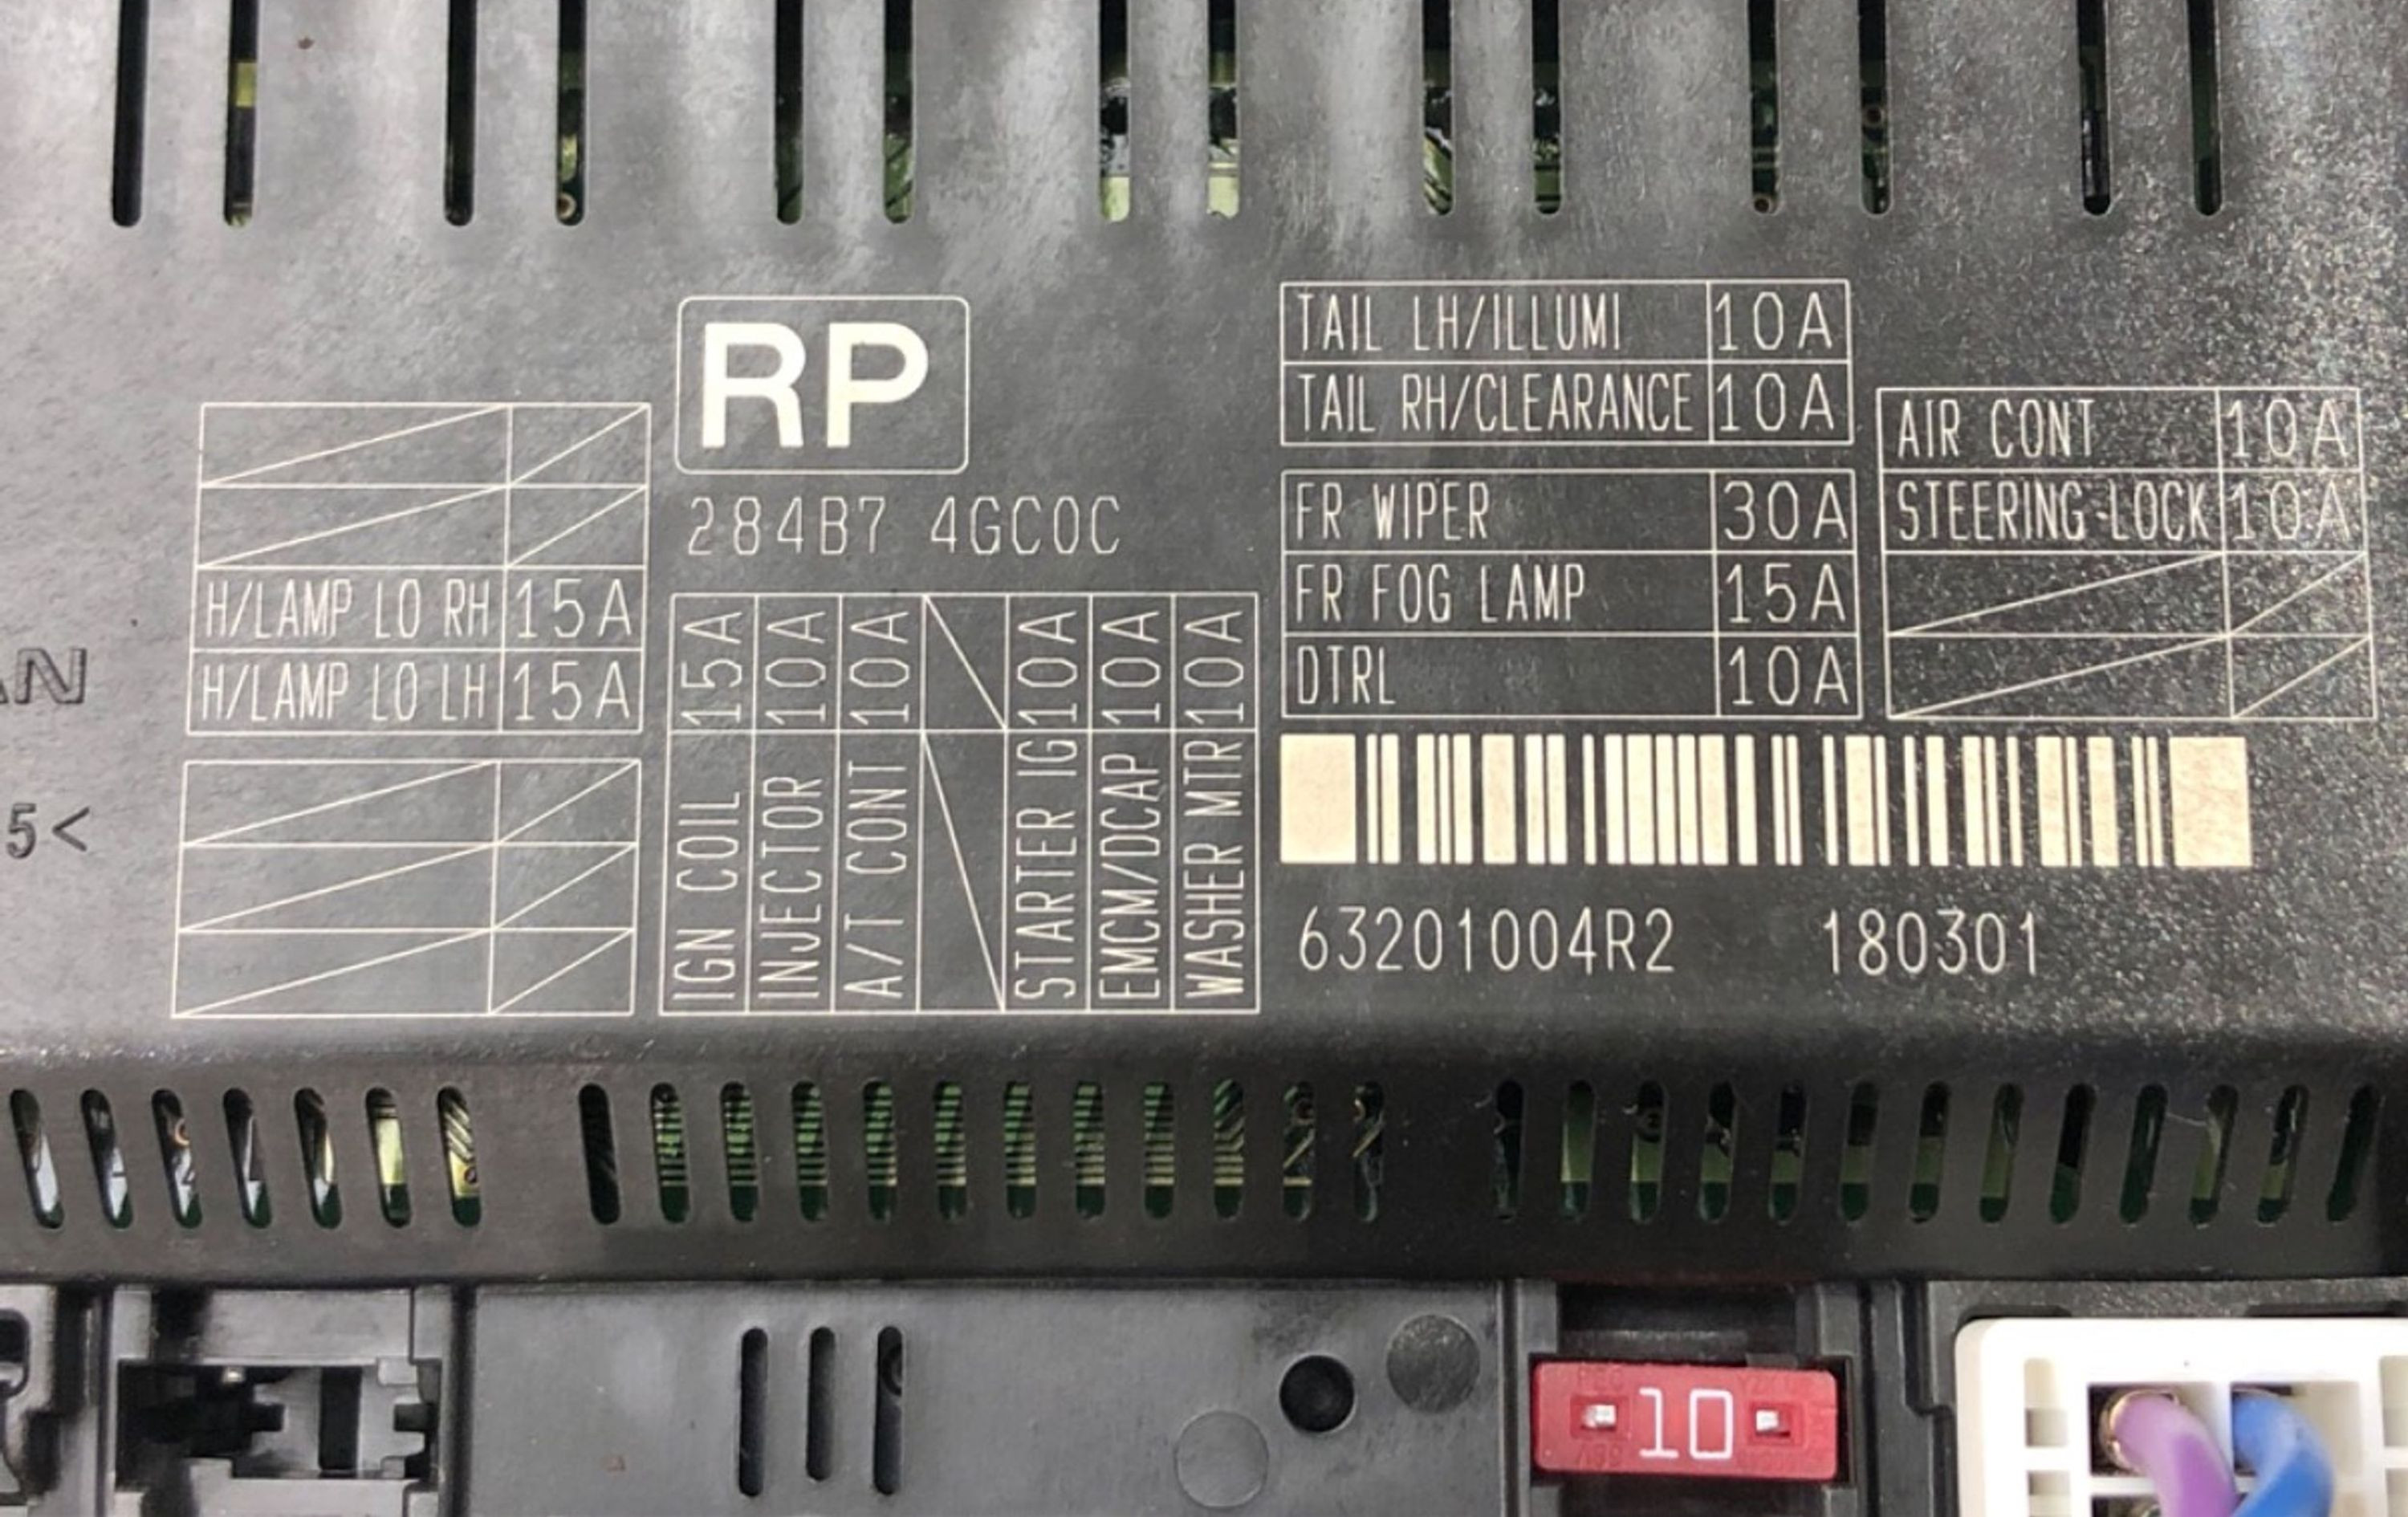 RP
284B7 4GC0C
H/LAMP LO RH 15A
H/LAMP LO LH 15A
IGN COIL 15A
INJECTOR 10A
A/T CONT 10A
STARTER IG 10A
EMCM/DCAP 10A
WASHER MTR 10A
TAIL LH/ILLUMI 10A
TAIL RH/CLEARANCE 10A
FR WIPER 30A
FR FOG LAMP 15A
DTRL 10A
AIR CONT 10A
STEERING-LOCK 10A
63201004R2 180301
AN
5<
10